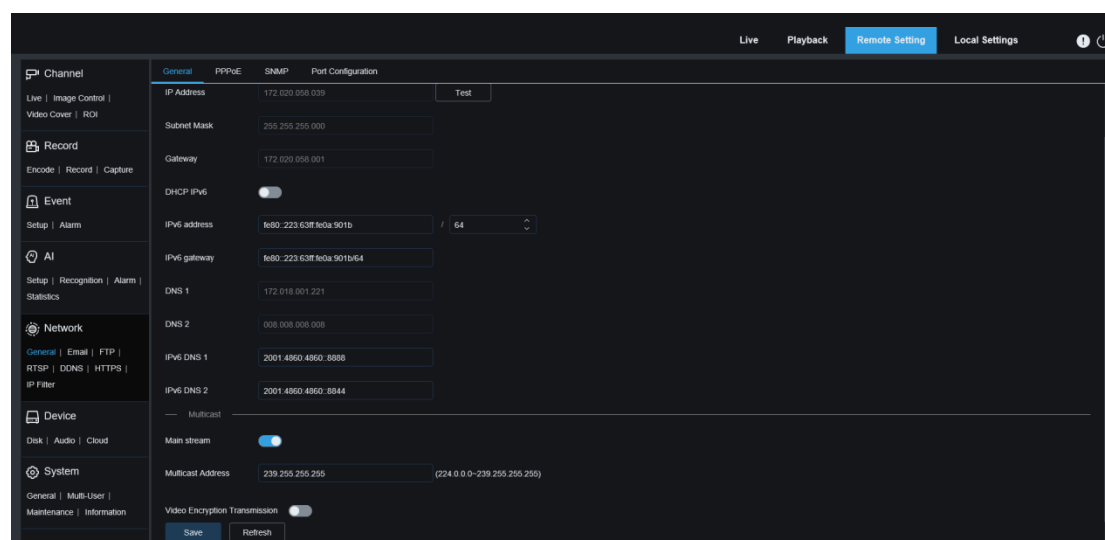 Live Playback Remote Setting Local Settings
Channel
Live | Image Control |
Video Cover | ROI
Record
Encode | Record | Capture
Event
Setup | Alarm
AI
Setup | Recognition | Alarm |
Statistics
Network
General | Email | FTP |
RTSP | DDNS | HTTPS |
IP Filter
Device
Disk | Audio | Cloud
System
General | Multi-User |
Maintenance | Information
General PPPoE SNMP Port Configuration
IP Address 172.020.058.039 Test
Subnet Mask 255.255.255.000
Gateway 172.020.058.001
DHCP IPv6
IPv6 address fe80::223:63ff:fe0a:901b / 64
IPv6 gateway fe80::223:63ff:fe0a:901b/64
DNS 1 172.018.001.221
DNS 2 008.008.008.008
IPv6 DNS 1 2001:4860:4860::8888
IPv6 DNS 2 2001:4860:4860::8844
Multicast
Main stream
Multicast Address 239.255.255.255 (224.0.0.0~239.255.255.255)
Video Encryption Transmission
Save Refresh